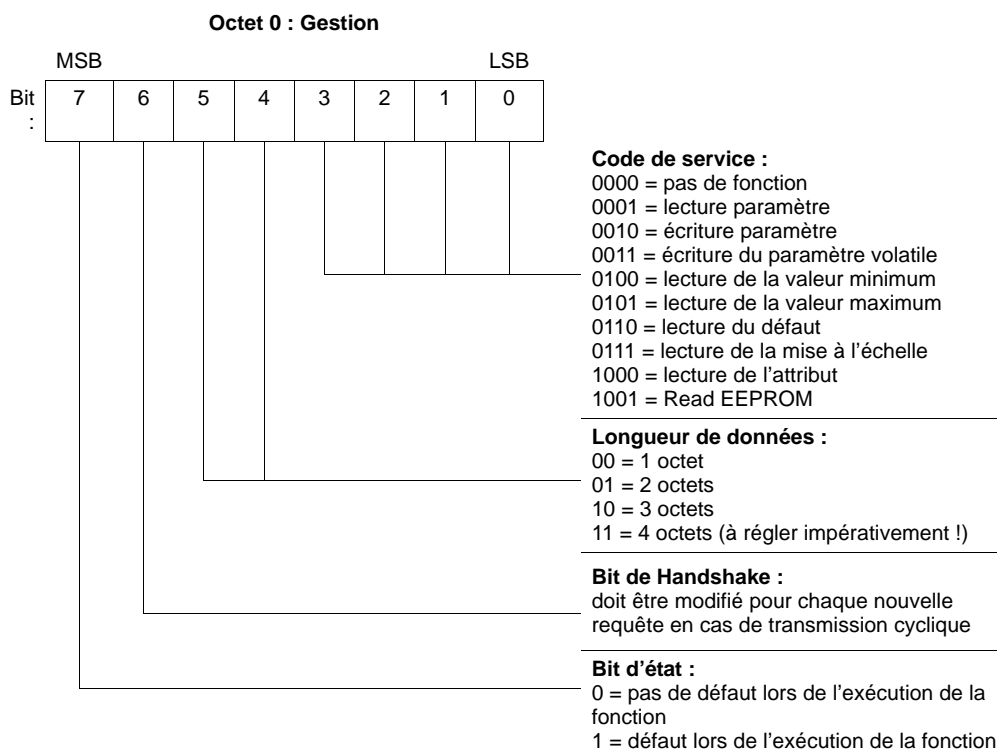 Octet 0 : Gestion
MSB LSB
Bit : 7 6 5 4 3 2 1 0
Code de service :
0000 = pas de fonction
0001 = lecture paramètre
0010 = écriture paramètre
0011 = écriture du paramètre volatile
0100 = lecture de la valeur minimum
0101 = lecture de la valeur maximum
0110 = lecture du défaut
0111 = lecture de la mise à l’échelle
1000 = lecture de l’attribut
1001 = Read EEPROM
Longueur de données :
00 = 1 octet
01 = 2 octets
10 = 3 octets
11 = 4 octets (à régler impérativement !)
Bit de Handshake :
doit être modifié pour chaque nouvelle
requête en cas de transmission cyclique
Bit d’état :
0 = pas de défaut lors de l’exécution de la
fonction
1 = défaut lors de l’exécution de la fonction